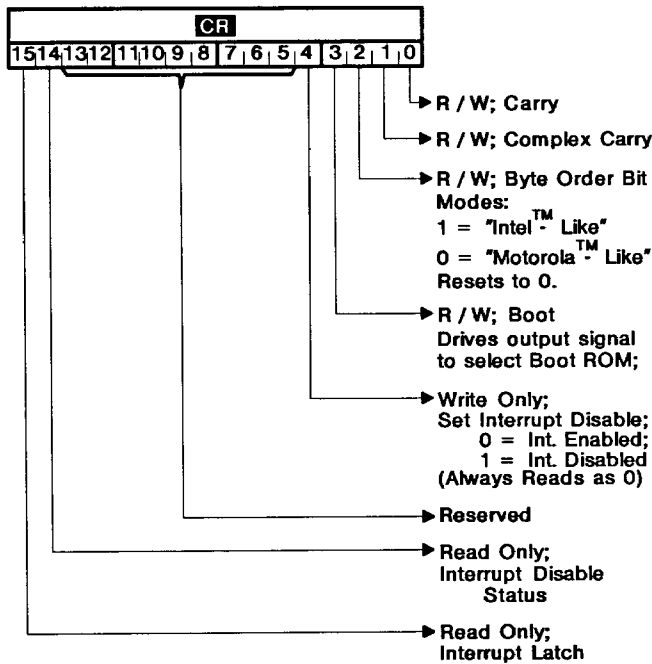 CR
15 14 13 12 11 10 9 8 7 6 5 4 3 2 1 0
R / W; Carry
R / W; Complex Carry
R / W; Byte Order Bit
Modes:
1 = "Intel™- Like"
0 = "Motorola™- Like"
Resets to 0.
R / W; Boot
Drives output signal
to select Boot ROM;
Write Only;
Set Interrupt Disable;
0 = Int. Enabled;
1 = Int. Disabled
(Always Reads as 0)
Reserved
Read Only;
Interrupt Disable
Status
Read Only;
Interrupt Latch